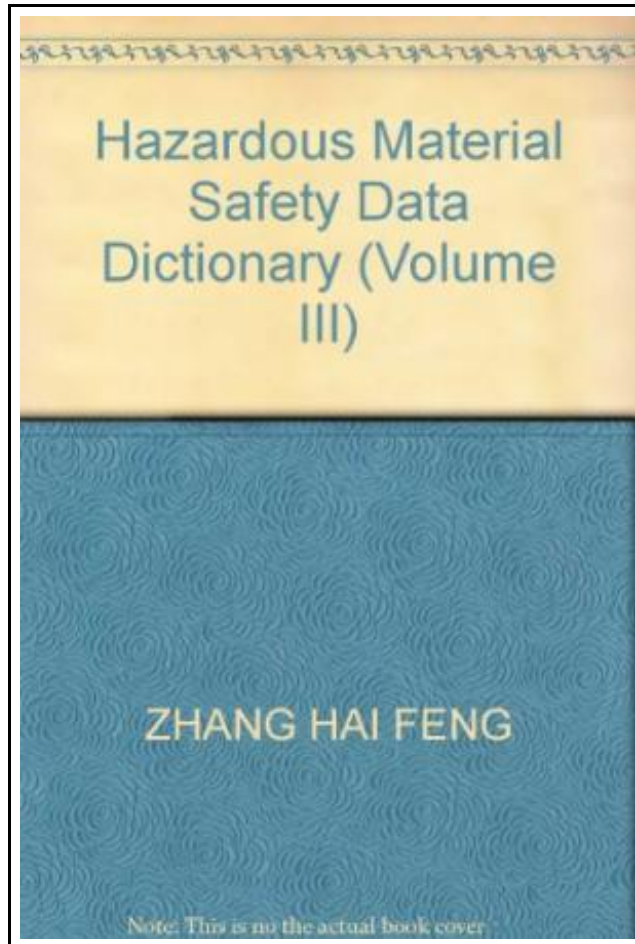 Hazardous Material
Safety Data
Dictionary (Volume
III)
ZHANG HAI FENG
Note: This is no the actual book cover